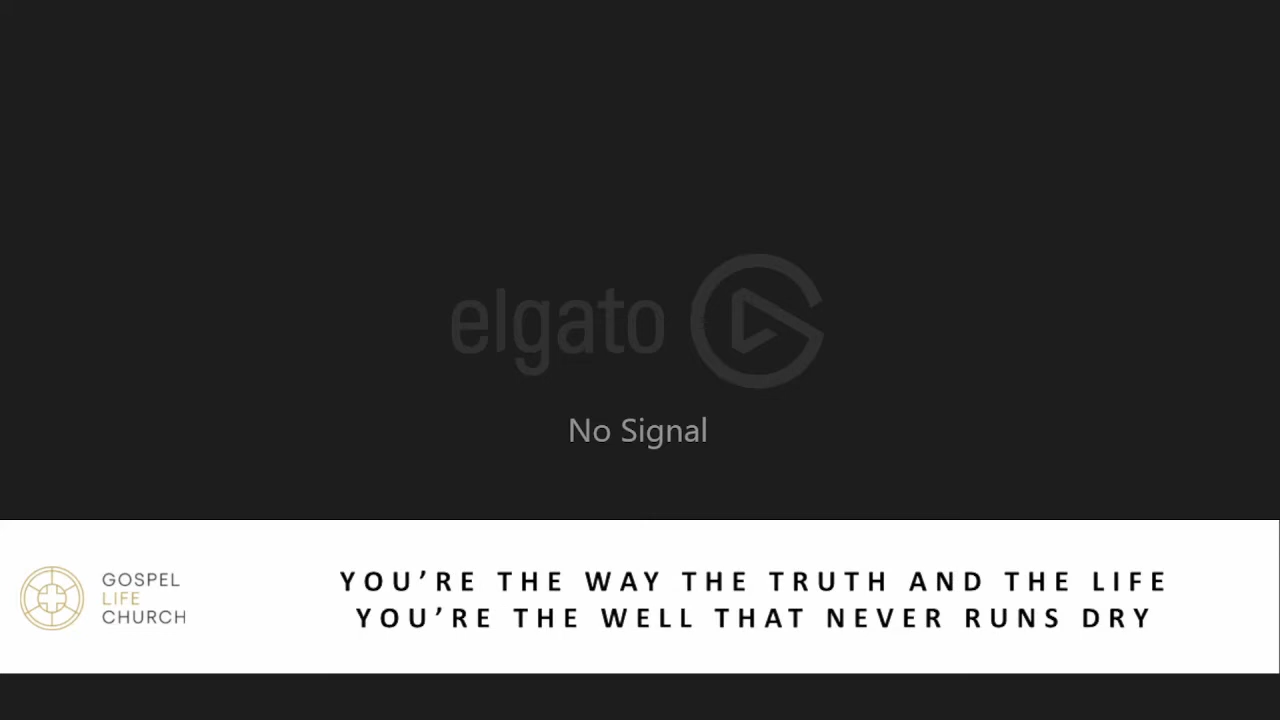 elgato
No Signal
GOSPEL
LIFE
CHURCH
YOU’RE THE WAY THE TRUTH AND THE LIFE
YOU’RE THE WELL THAT NEVER RUNS DRY